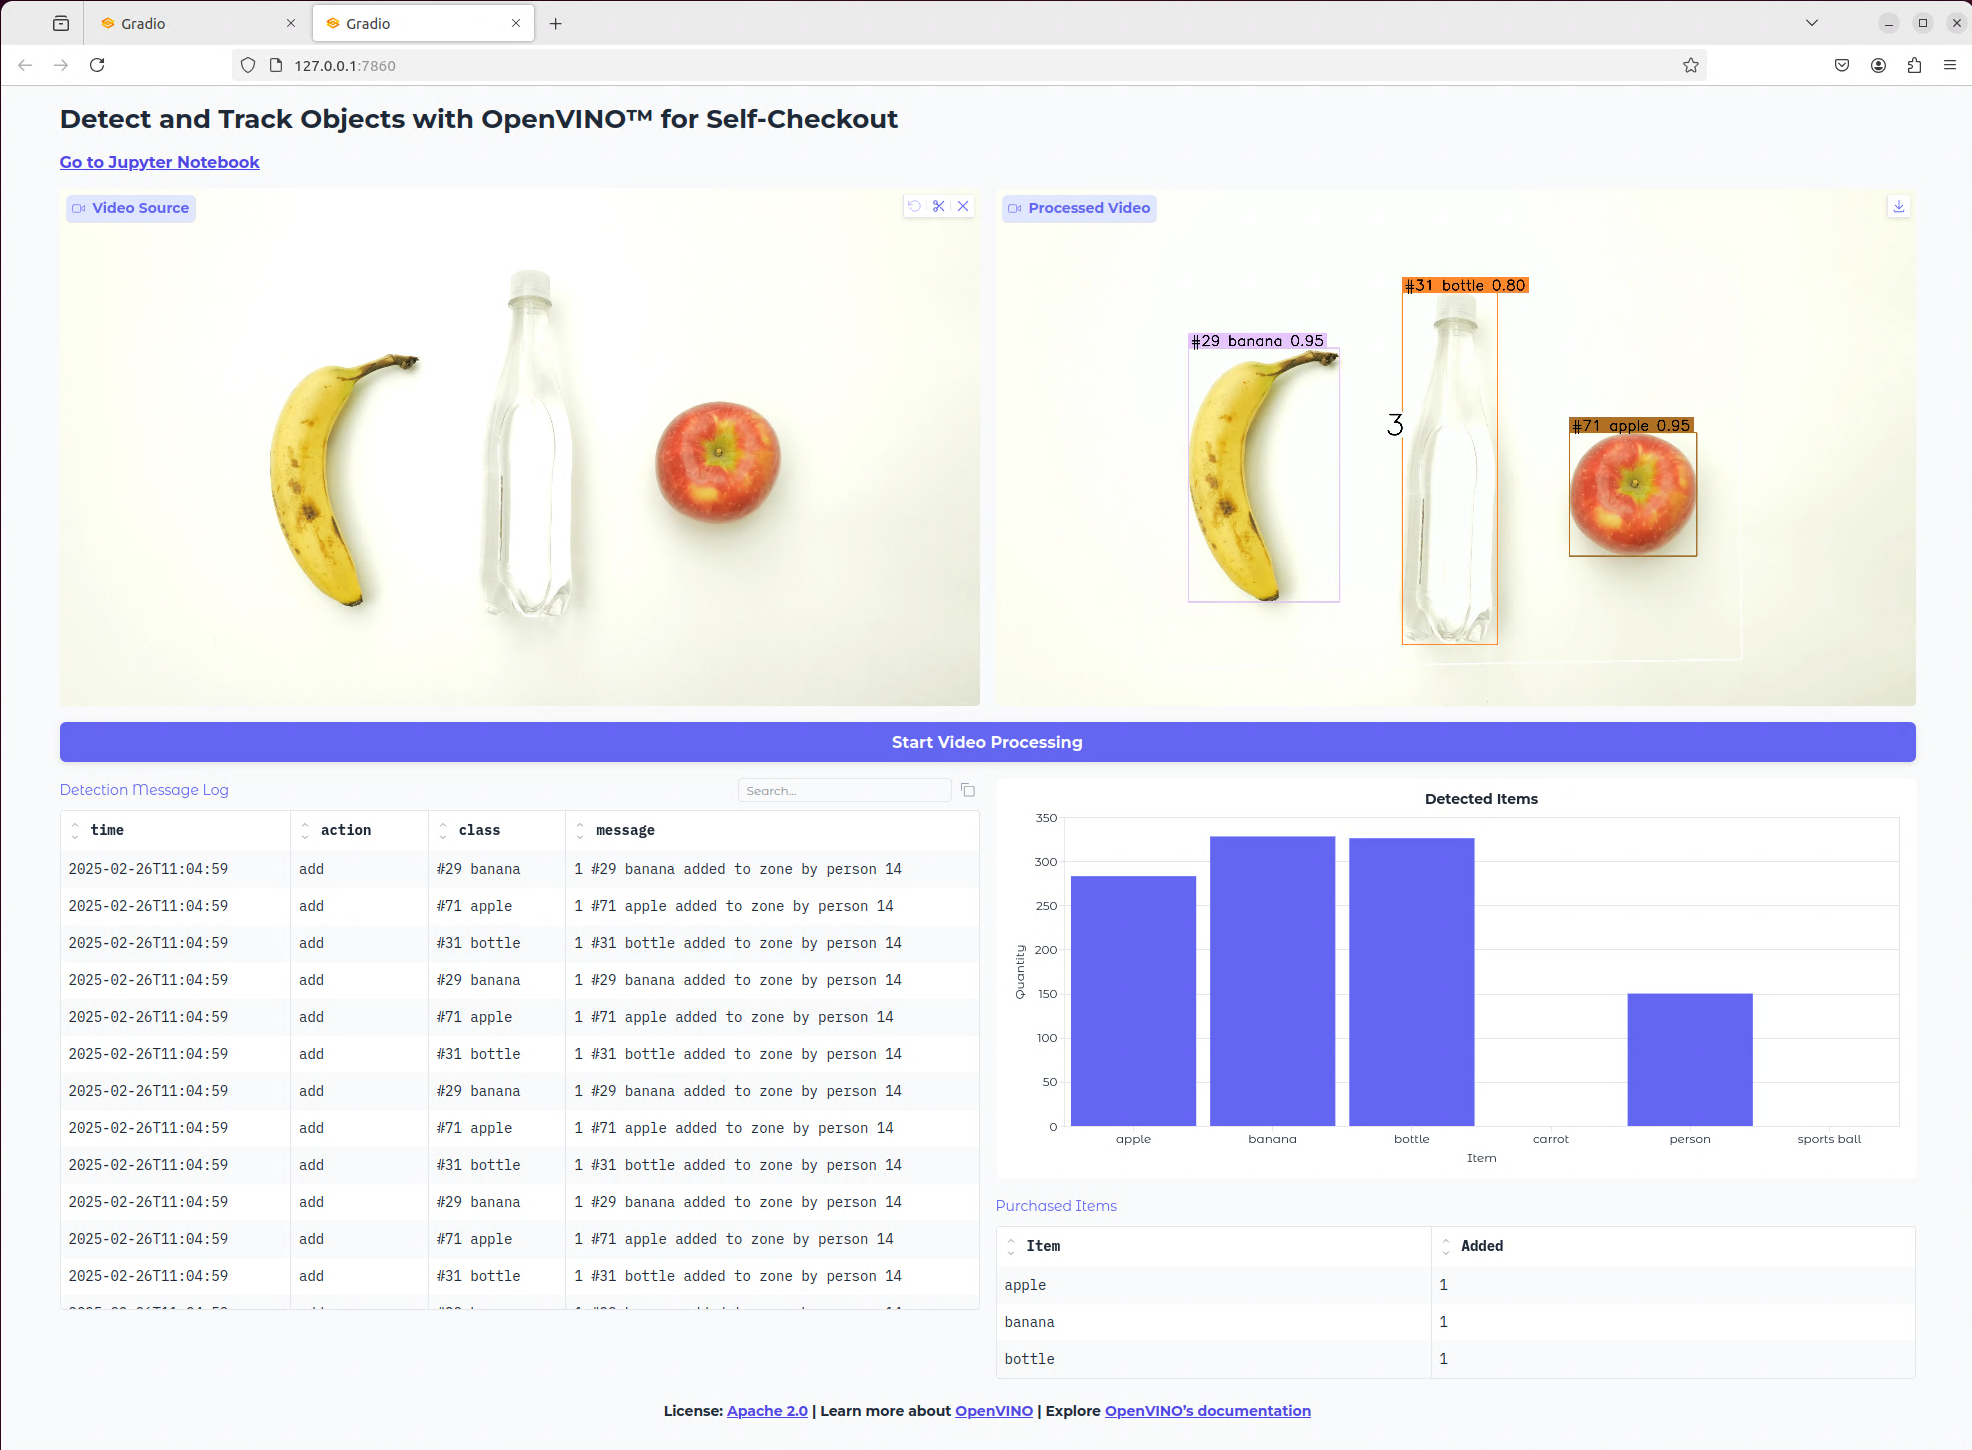 Gradio
Gradio
127.0.0.1:7860
Detect and Track Objects with OpenVINO™ for Self-Checkout
Go to Jupyter Notebook
Video Source
Processed Video
#31 bottle 0.80
#29 banana 0.95
3
#71 apple 0.95
Start Video Processing
Detection Message Log
Search...
time action class message
2025-02-26T11:04:59 add #29 banana 1 #29 banana added to zone by person 14
2025-02-26T11:04:59 add #71 apple 1 #71 apple added to zone by person 14
2025-02-26T11:04:59 add #31 bottle 1 #31 bottle added to zone by person 14
2025-02-26T11:04:59 add #29 banana 1 #29 banana added to zone by person 14
2025-02-26T11:04:59 add #71 apple 1 #71 apple added to zone by person 14
2025-02-26T11:04:59 add #31 bottle 1 #31 bottle added to zone by person 14
2025-02-26T11:04:59 add #29 banana 1 #29 banana added to zone by person 14
2025-02-26T11:04:59 add #71 apple 1 #71 apple added to zone by person 14
2025-02-26T11:04:59 add #31 bottle 1 #31 bottle added to zone by person 14
2025-02-26T11:04:59 add #29 banana 1 #29 banana added to zone by person 14
2025-02-26T11:04:59 add #71 apple 1 #71 apple added to zone by person 14
2025-02-26T11:04:59 add #31 bottle 1 #31 bottle added to zone by person 14
Detected Items
350
300
250
200
150
100
50
0
Quantity
apple banana bottle carrot person sports ball
Item
Purchased Items
Item Added
apple 1
banana 1
bottle 1
License: Apache 2.0 | Learn more about OpenVINO | Explore OpenVINO’s documentation